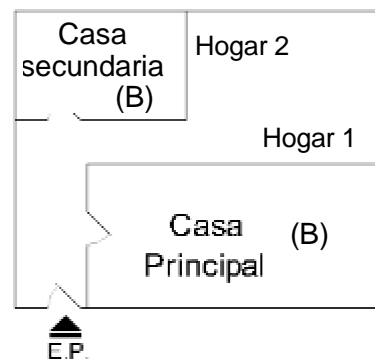 Casa
secundaria
(B)
Hogar 2
Hogar 1
Casa
Principal
(B)
E.P.